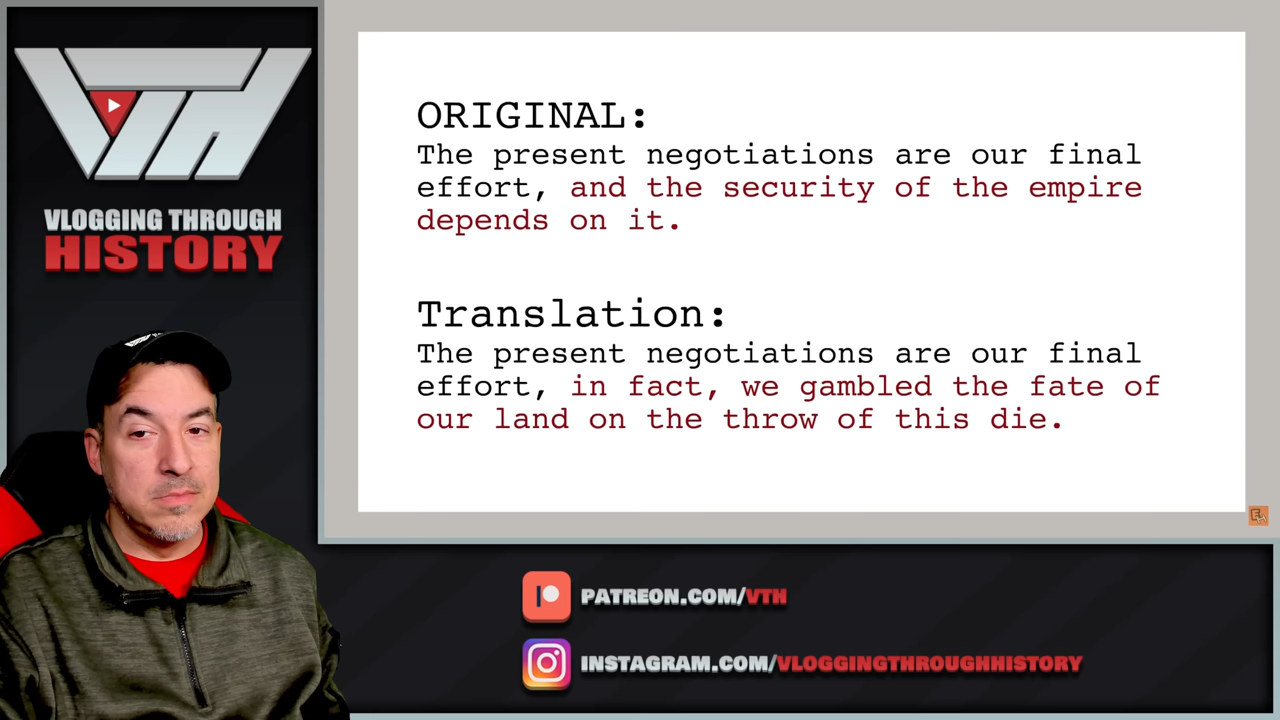 VTH
VLOGGING THROUGH
HISTORY
ORIGINAL:
The present negotiations are our final
effort, and the security of the empire
depends on it.
Translation:
The present negotiations are our final
effort, in fact, we gambled the fate of
our land on the throw of this die.
PATREON.COM/VTH
INSTAGRAM.COM/VLOGGINGTHROUGHHISTORY